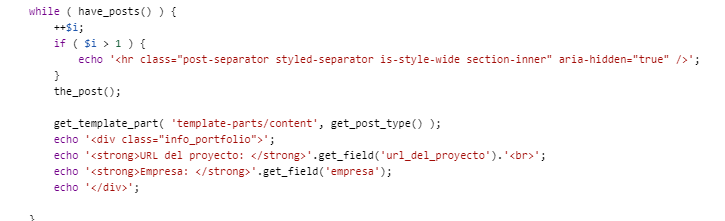 while ( have_posts() ) {
++$i;
if ( $i > 1 ) {
echo '<hr class="post-separator styled-separator is-style-wide section-inner" aria-hidden="true" />';
}
the_post();
get_template_part( 'template-parts/content', get_post_type() );
echo '<div class="info_portfolio">';
echo '<strong>URL del proyecto: </strong>'.get_field('url_del_proyecto').'<br>';
echo '<strong>Empresa: </strong>'.get_field('empresa');
echo '</div>';
}